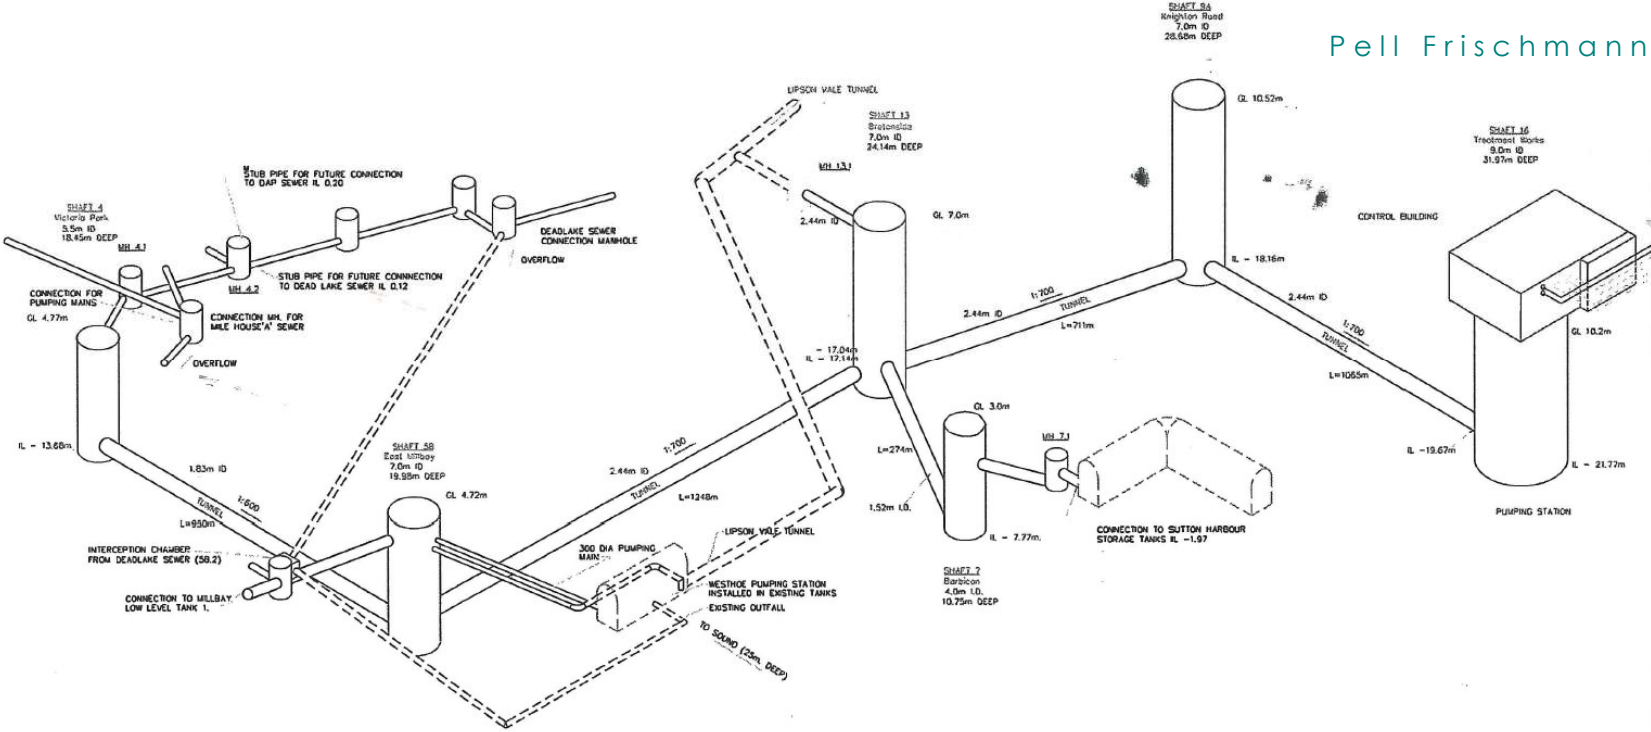 SHAFT 9A
Knighton Road
7.0m ID
28.68m DEEP
Pell Frischmann
GL 10.52m
LIPSON VALE TUNNEL
SHAFT 13
Bretonside
7.0m ID
24.14m DEEP
MH 13.1
2.44m ID
GL 7.0m
SHAFT 16
Treatment Works
9.0m ID
31.97m DEEP
CONTROL BUILDING
STUB PIPE FOR FUTURE CONNECTION
TO DAP SEWER IL 0.20
SHAFT 4
Victoria Park
5.5m ID
18.45m DEEP
MH 4.1
DEADLAKE SEWER
CONNECTION MANHOLE
OVERFLOW
STUB PIPE FOR FUTURE CONNNECTION
TO DEAD LAKE SEWER IL 0.12
MH 4.2
CONNECTION FOR
PUMPING MAINS
GL 4.77m
CONNECTION MH. FOR
MILE HOUSE'A' SEWER
OVERFLOW
IL - 18.16m
2.44m ID
1:700
TUNNEL
L=1065m
1:700
2.44m ID
TUNNEL
L=711m
GL 10.2m
- 17.04m
IL - 17.14m
GL 3.0m
MH 7.1
L=274m
1.52m I.D.
IL - 7.77m.
CONNECTION TO SUTTON HARBOUR
STORAGE TANKS IL -1.97
SHAFT 7
Barbican
4.0m I.D.
10.75m DEEP
IL -19.67m
IL - 21.77m
PUMPING STATION
IL - 13.68m
1.83m ID
1:600
TUNNEL
L=950m
SHAFT 5B
East Millbay
7.0m ID
19.98m DEEP
GL 4.72m
1:700
2.44m ID
TUNNEL
L=1248m
INTERCEPTION CHAMBER
FROM DEADLAKE SEWER (5B.2)
CONNECTION TO MILLBAY
LOW LEVEL TANK 1.
300 DIA PUMPING
MAIN
LIPSON VALE TUNNEL
WESTHOE PUMPING STATION
INSTALLED IN EXISTING TANKS
EXISTING OUTFALL
TO SOUND (25m. DEEP)